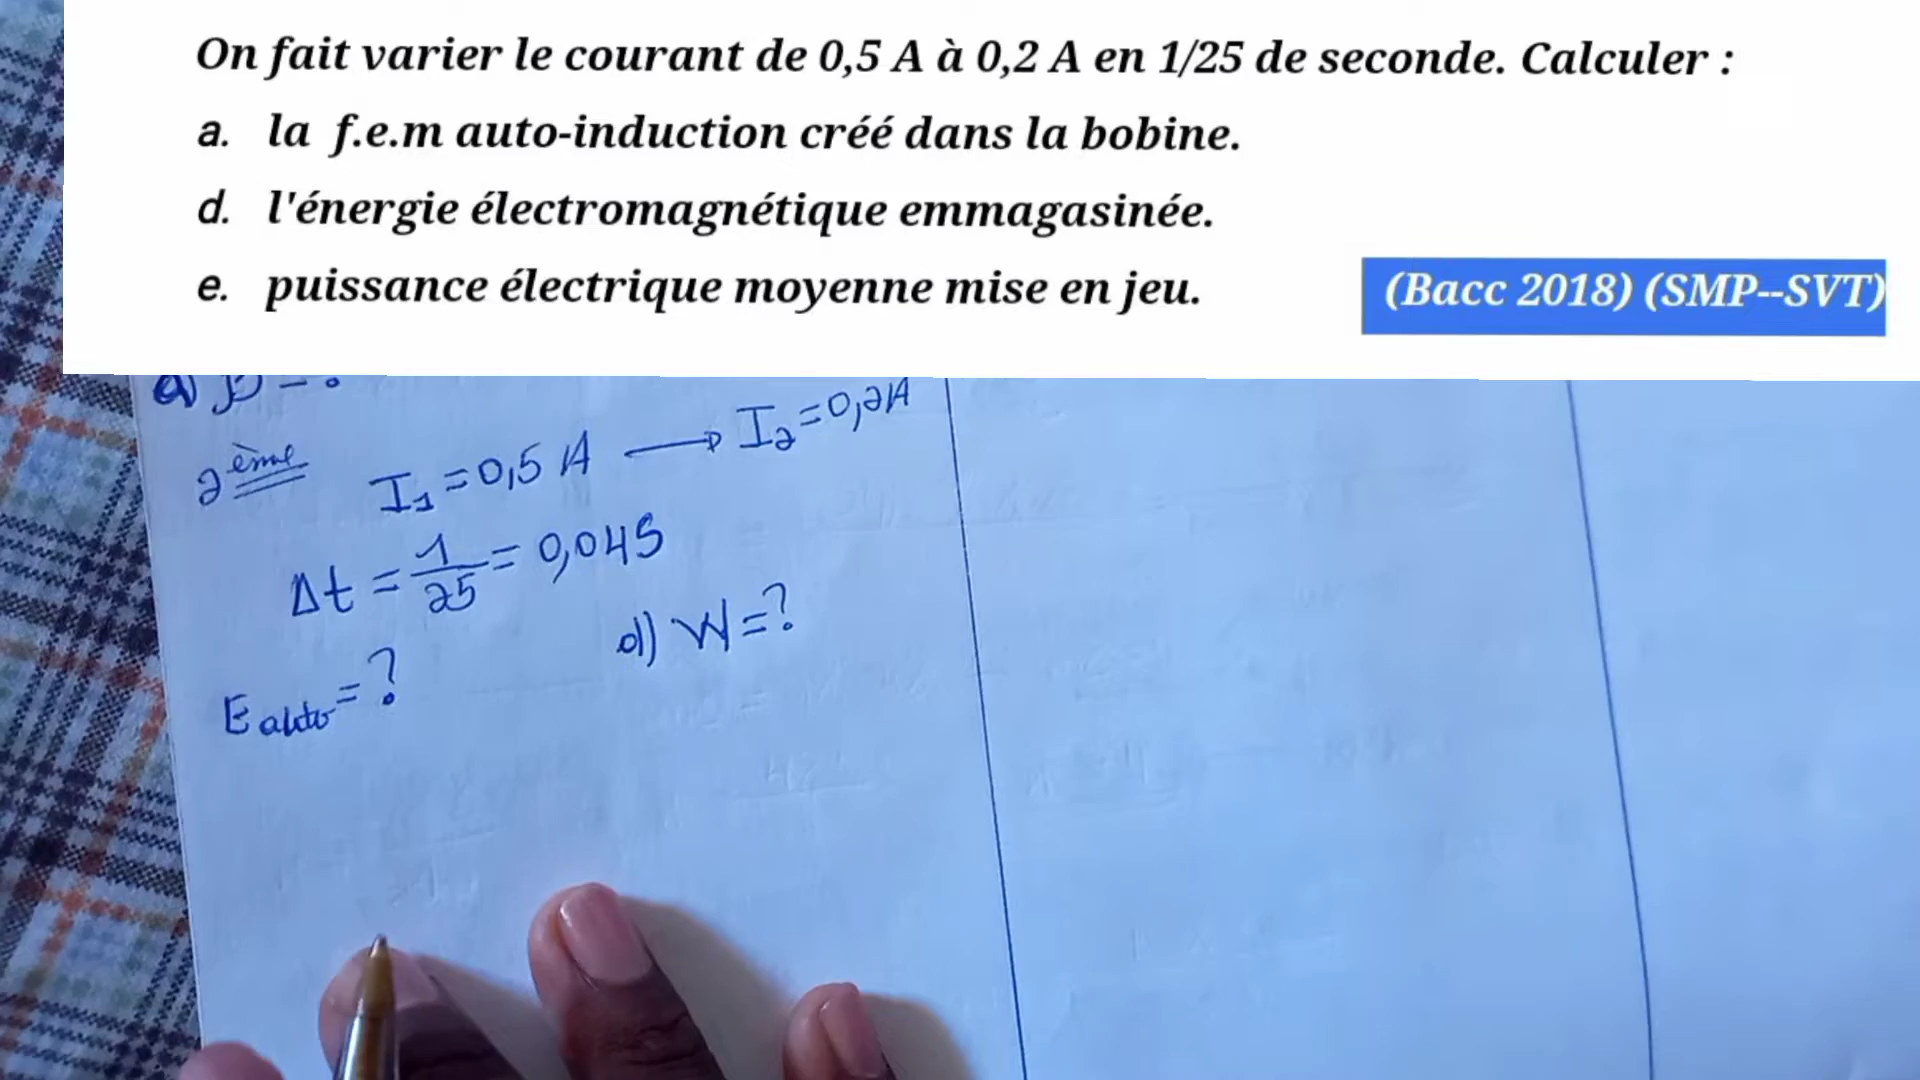 On fait varier le courant de 0,5 A à 0,2 A en 1/25 de seconde. Calculer :
a. la f.e.m auto-induction créé dans la bobine.
d. l'énergie électromagnétique emmagasinée.
e. puissance électrique moyenne mise en jeu.
(Bacc 2018) (SMP--SVT)
2ème I₁ = 0,5 A → I₂ = 0,2A
Δt = 1/25 = 0,04S
d) W = ?
E auto = ?